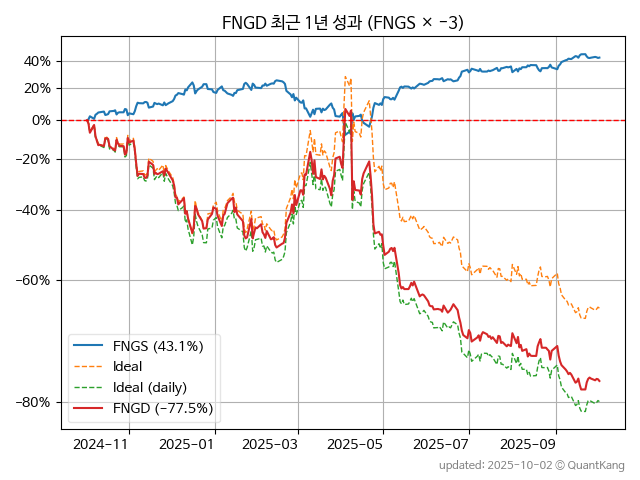 FNGD 최근 1년 성과 (FNGS × −3)
40%
20%
0%
−20%
−40%
−60%
−80%
FNGS (43.1%)
Ideal
Ideal (daily)
FNGD (−77.5%)
2024-11
2025-01
2025-03
2025-05
2025-07
2025-09
updated: 2025-10-02 © QuantKang